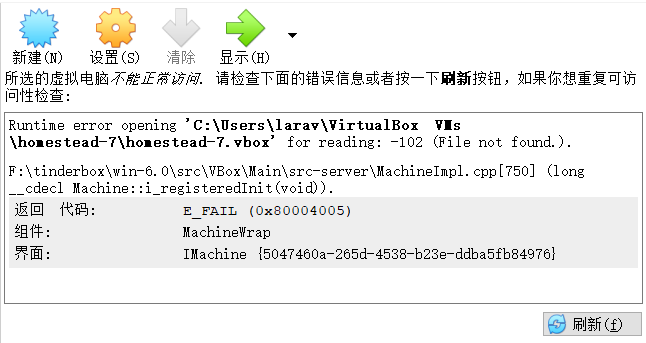 新建(N) 设置(S) 清除 显示(H)
所选的虚拟电脑不能正常访问. 请检查下面的错误信息或者按一下刷新按钮，如果你想重复可访
问性检查:
Runtime error opening 'C:\Users\larav\VirtualBox VMs
\homestead-7\homestead-7.vbox' for reading: -102 (File not found.).
F:\tinderbox\win-6.0\src\VBox\Main\src-server\MachineImpl.cpp[750] (long
__cdecl Machine::i_registeredInit(void)).
返回 代码: E_FAIL (0x80004005)
组件: MachineWrap
界面: IMachine {5047460a-265d-4538-b23e-ddba5fb84976}
刷新(f)